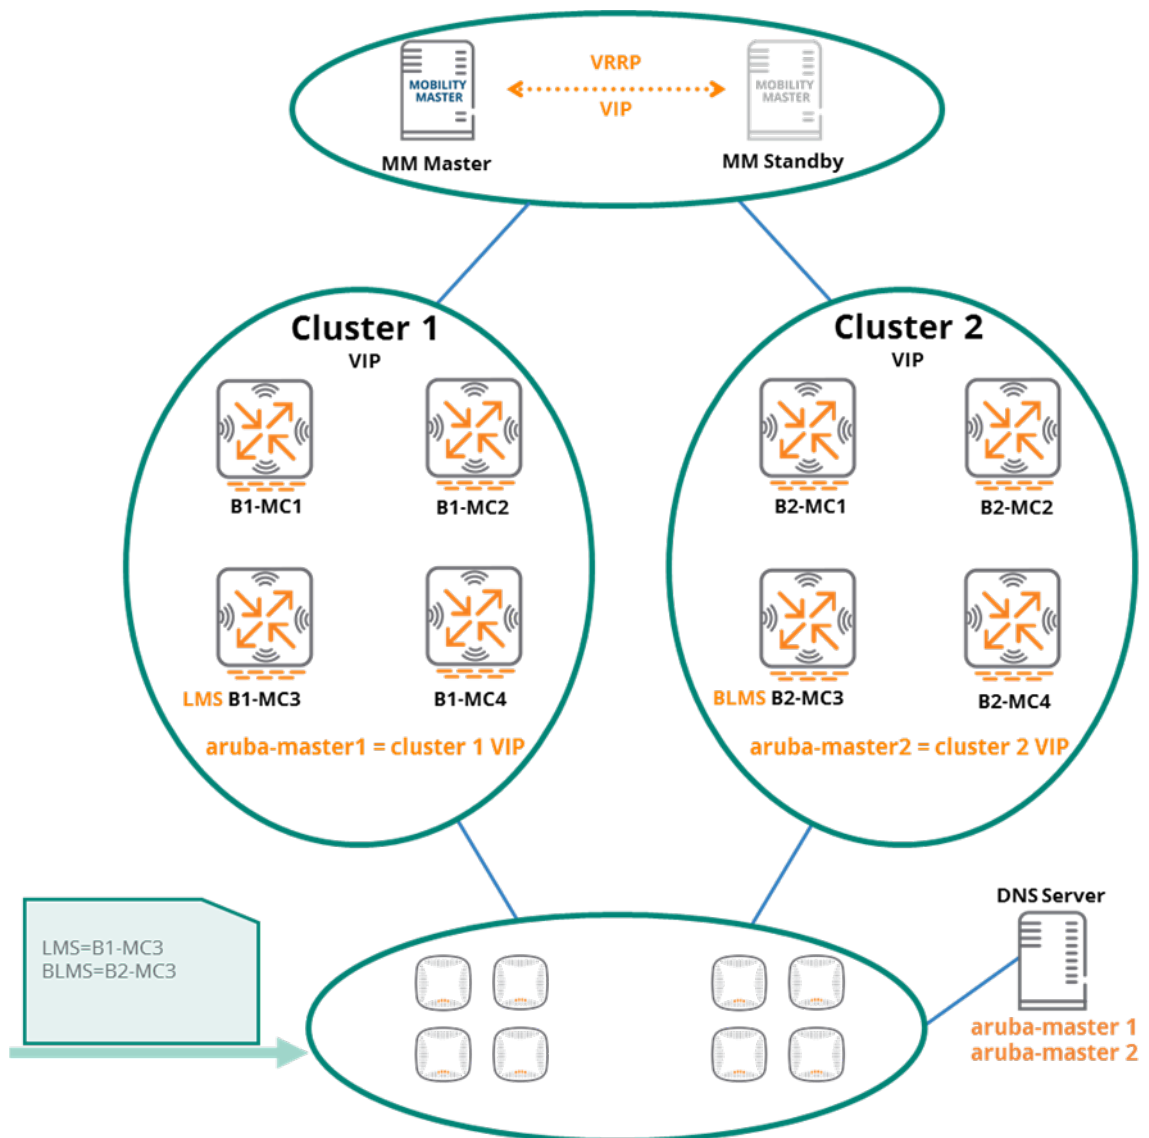 MOBILITY
MASTER
VRRP
VIP
MOBILITY
MASTER
MM Master
MM Standby
Cluster 1
VIP
B1-MC1
B1-MC2
LMS B1-MC3
B1-MC4
aruba-master1 = cluster 1 VIP
Cluster 2
VIP
B2-MC1
B2-MC2
BLMS B2-MC3
B2-MC4
aruba-master2 = cluster 2 VIP
LMS=B1-MC3
BLMS=B2-MC3
DNS Server
aruba-master 1
aruba-master 2